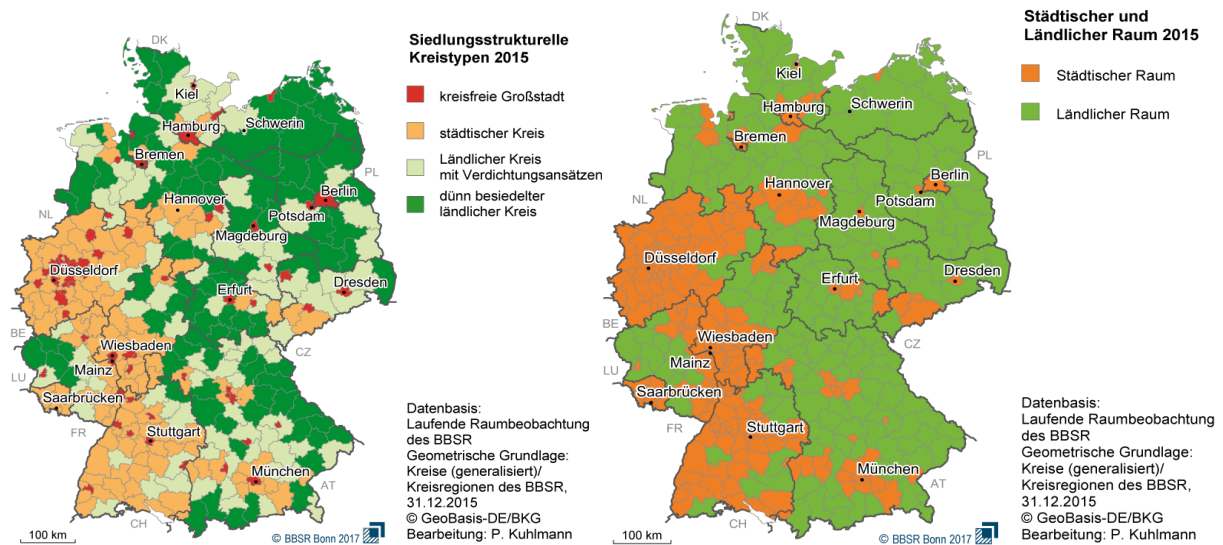 Siedlungsstrukturelle
Kreistypen 2015
kreisfreie Großstadt
städtischer Kreis
Ländlicher Kreis
mit Verdichtungsansätzen
dünn besiedelter
ländlicher Kreis
DK
Kiel
Hamburg
Schwerin
Bremen
PL
Berlin
Hannover
Potsdam
NL
Magdeburg
Düsseldorf
Dresden
Erfurt
BE
Wiesbaden
CZ
Mainz
LU
Saarbrücken
FR
Stuttgart
München
AT
CH
100 km
© BBSR Bonn 2017
Datenbasis:
Laufende Raumbeobachtung
des BBSR
Geometrische Grundlage:
Kreise (generalisiert)/
Kreisregionen des BBSR,
31.12.2015
© GeoBasis-DE/BKG
Bearbeitung: P. Kuhlmann
Städtischer und
Ländlicher Raum 2015
Städtischer Raum
Ländlicher Raum
DK
Kiel
Hamburg
Schwerin
Bremen
PL
Berlin
Hannover
Potsdam
NL
Magdeburg
Düsseldorf
Dresden
Erfurt
BE
Wiesbaden
CZ
Mainz
LU
Saarbrücken
FR
Stuttgart
München
AT
CH
100 km
© BBSR Bonn 2017
Datenbasis:
Laufende Raumbeobachtung
des BBSR
Geometrische Grundlage:
Kreise (generalisiert)/
Kreisregionen des BBSR,
31.12.2015
© GeoBasis-DE/BKG
Bearbeitung: P. Kuhlmann